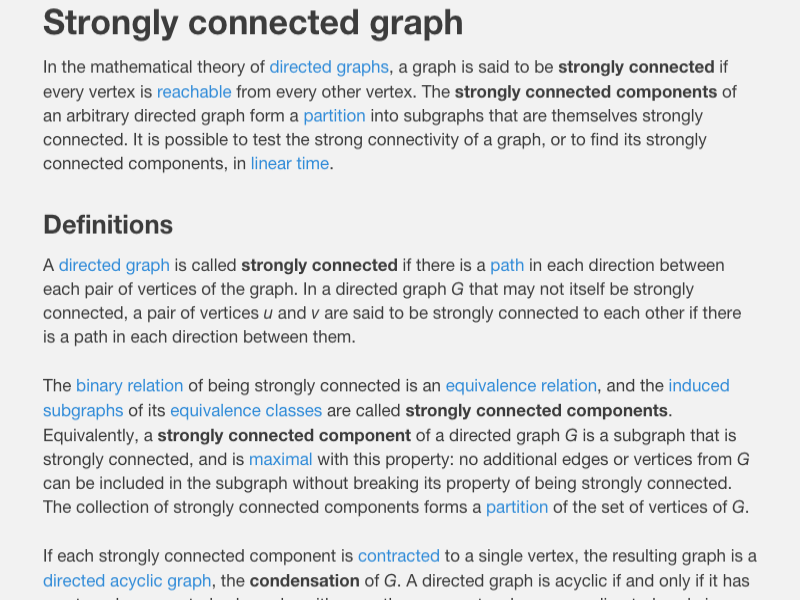 Strongly connected graph
In the mathematical theory of directed graphs, a graph is said to be strongly connected if
every vertex is reachable from every other vertex. The strongly connected components of
an arbitrary directed graph form a partition into subgraphs that are themselves strongly
connected. It is possible to test the strong connectivity of a graph, or to find its strongly
connected components, in linear time.
Definitions
A directed graph is called strongly connected if there is a path in each direction between
each pair of vertices of the graph. In a directed graph G that may not itself be strongly
connected, a pair of vertices u and v are said to be strongly connected to each other if there
is a path in each direction between them.
The binary relation of being strongly connected is an equivalence relation, and the induced
subgraphs of its equivalence classes are called strongly connected components.
Equivalently, a strongly connected component of a directed graph G is a subgraph that is
strongly connected, and is maximal with this property: no additional edges or vertices from G
can be included in the subgraph without breaking its property of being strongly connected.
The collection of strongly connected components forms a partition of the set of vertices of G.
If each strongly connected component is contracted to a single vertex, the resulting graph is a
directed acyclic graph, the condensation of G. A directed graph is acyclic if and only if it has